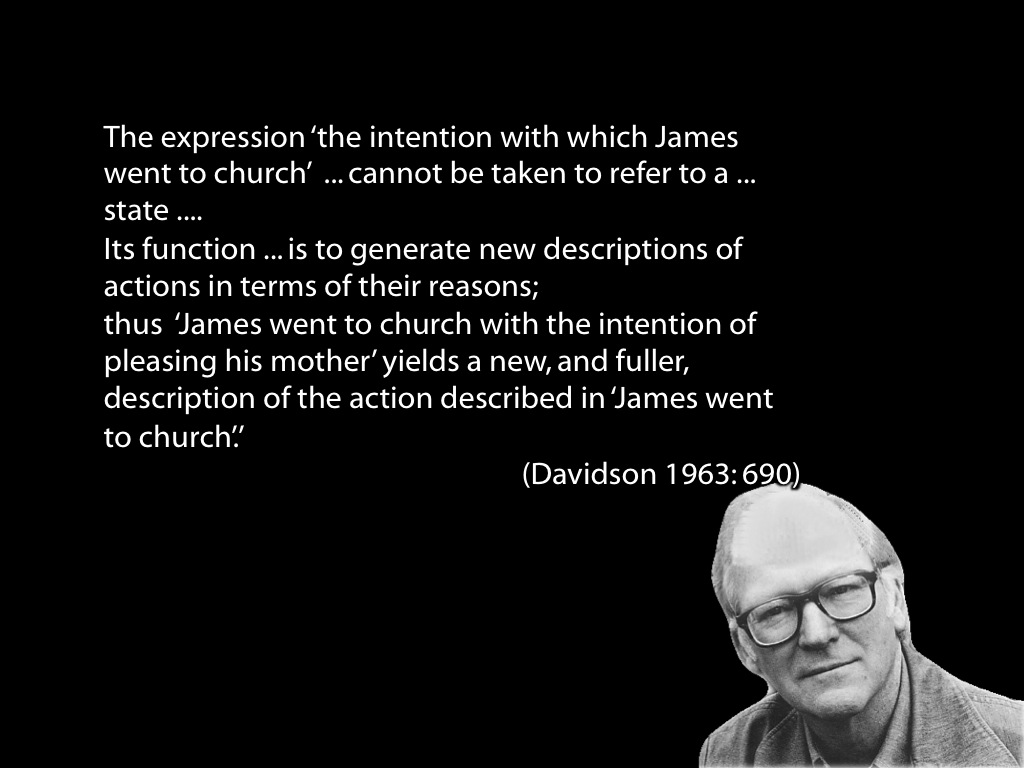 The expression ‘the intention with which James
went to church’ ... cannot be taken to refer to a ...
state ....
Its function ... is to generate new descriptions of
actions in terms of their reasons;
thus ‘James went to church with the intention of
pleasing his mother’ yields a new, and fuller,
description of the action described in ‘James went
to church’.’
(Davidson 1963: 690)